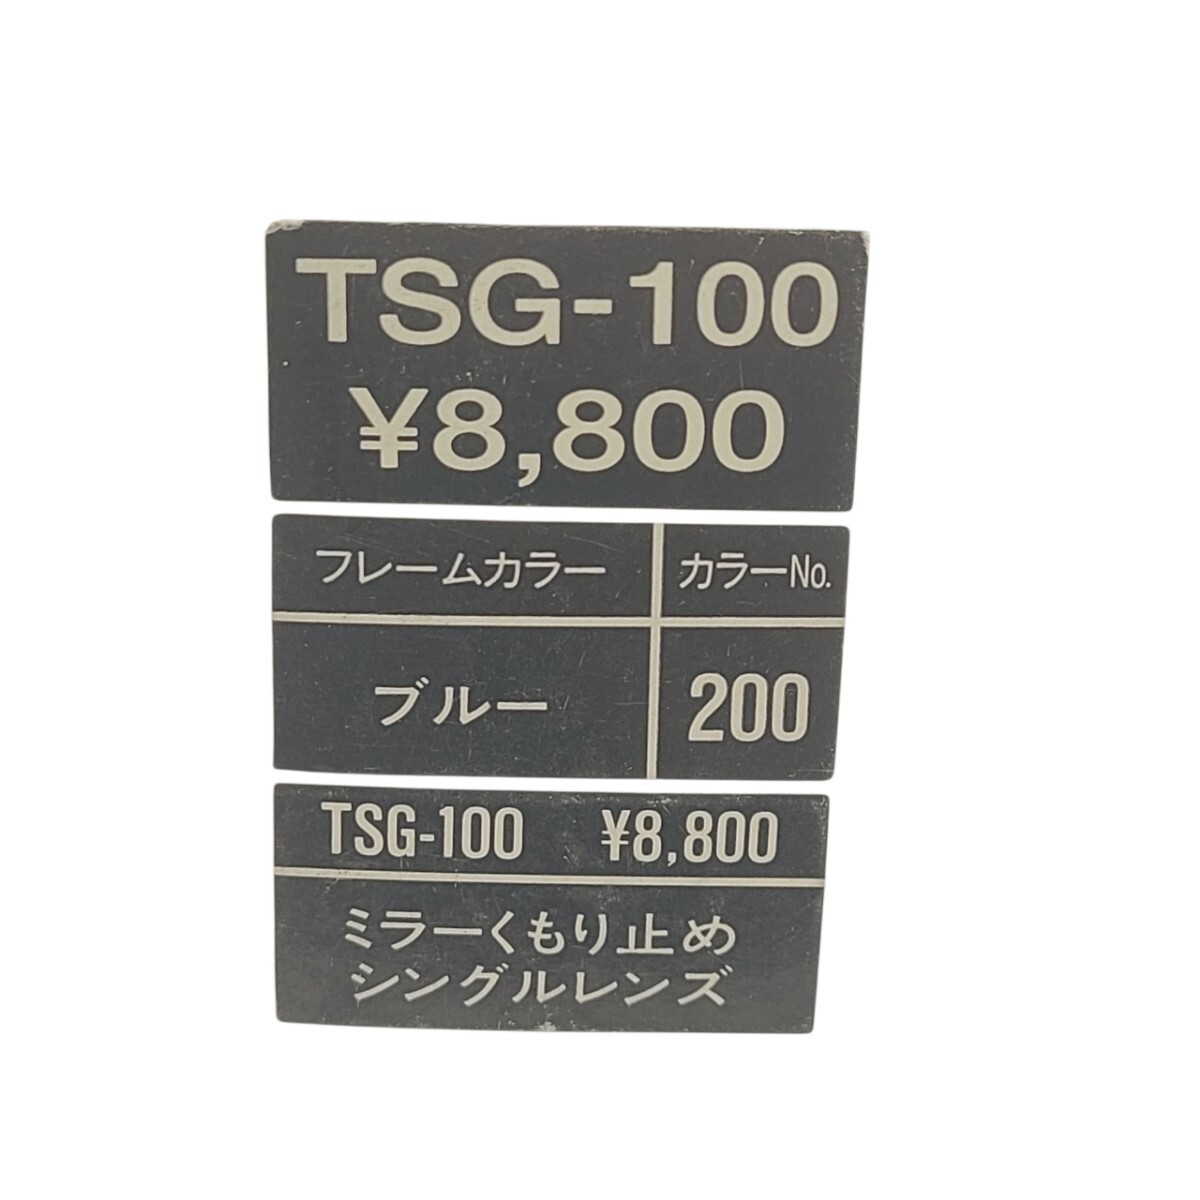 TSG-100
¥8,800
フレームカラー カラーNo.
ブルー 200
TSG-100 ¥8,800
ミラーくもり止め
シングルレンズ